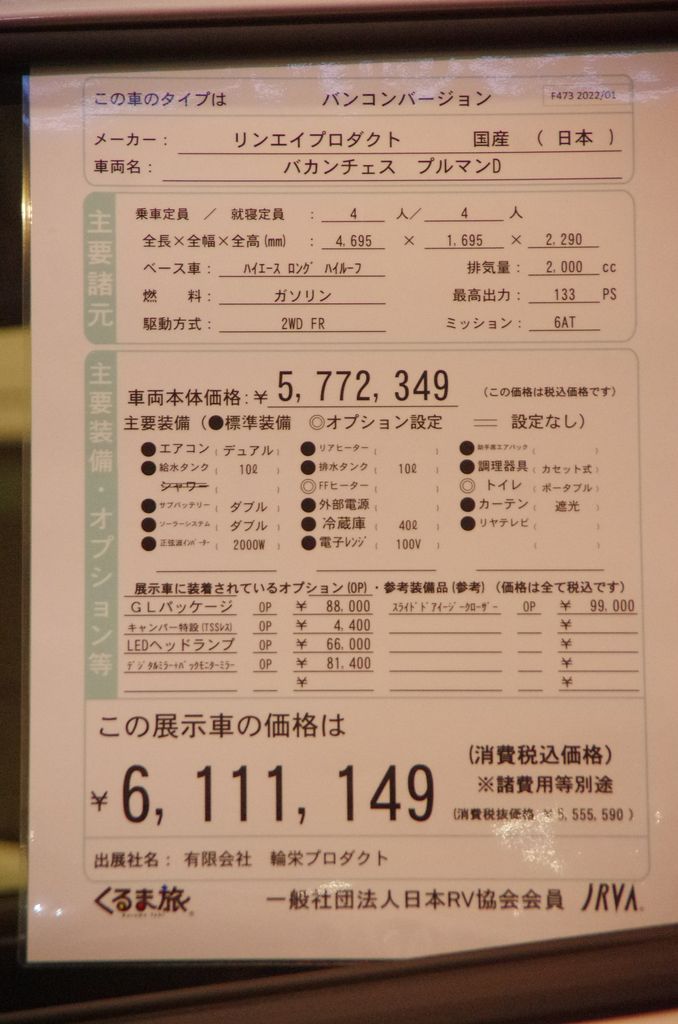 この車のタイプは バンコンバージョン F473 2022/01
メーカー： リンエイプロダクト 国産 （ 日本 ）
車両名： バカンチェス プルマンD
主要諸元
乗車定員 ／ 就寝定員 ： 4 人／ 4 人
全長×全幅×全高(mm) ： 4,695 × 1,695 × 2,290
ベース車： ハイエース ロング ハイルーフ 排気量： 2,000 cc
燃 料： ガソリン 最高出力： 133 PS
駆動方式： 2WD FR ミッション： 6AT
主要装備・オプション等
車両本体価格：￥5,772,349 （この価格は税込価格です）
主要装備（●標準装備 ◎オプション設定 ＝ 設定なし）
●エアコン（ デュアル ） ●リアヒーター（ ） ●助手席エアバック（ ）
●給水タンク（ 10ℓ ） ●排水タンク（ 10ℓ ） ●調理器具（ カセット式 ）
シャワー（ ） ◎FFヒーター（ ） ◎トイレ（ ポータブル ）
●サブバッテリー（ ダブル ） ●外部電源（ ） ●カーテン（ 遮光 ）
●ソーラーシステム（ ダブル ） ●冷蔵庫（ 40ℓ ） ●リヤテレビ（ ）
●正弦波インバーター（ 2000W ） ●電子レンジ（ 100V ） （ ）
展示車に装着されているオプション(OP)・参考装備品(参考)（価格は全て税込です）
GLパッケージ OP ￥ 88,000 スライドドアイージークローザー OP ￥ 99,000
キャンパー特設(TSSレス) OP ￥ 4,400 ￥
LEDヘッドランプ OP ￥ 66,000 ￥
デジタルミラー+バックモニターミラー OP ￥ 81,400 ￥
￥ ￥
この展示車の価格は
￥6,111,149
（消費税込価格）
※諸費用等別途
（消費税抜価格 ￥5,555,590 ）
出展社名： 有限会社 輪栄プロダクト
くるま旅 一般社団法人日本RV協会会員 JRVA